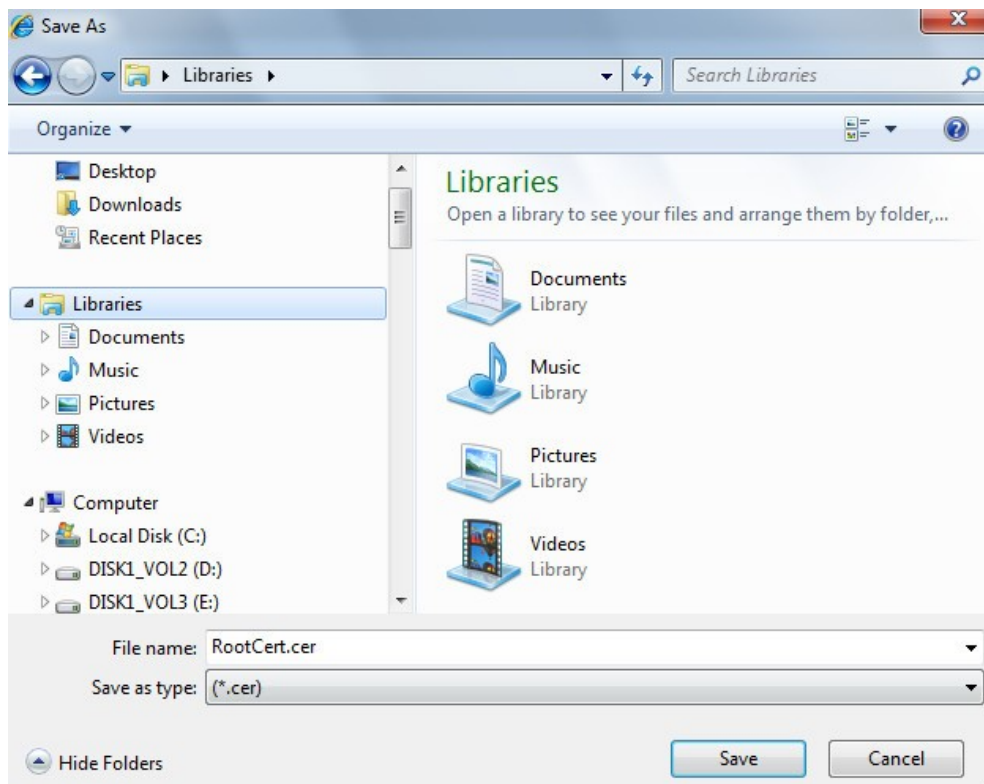 Save As
Libraries
Search Libraries
Organize
Desktop
Downloads
Recent Places
Libraries
Documents
Music
Pictures
Videos
Computer
Local Disk (C:)
DISK1_VOL2 (D:)
DISK1_VOL3 (E:)
Libraries
Open a library to see your files and arrange them by folder,...
Documents
Library
Music
Library
Pictures
Library
Videos
Library
File name: RootCert.cer
Save as type: (*.cer)
Hide Folders
Save Cancel